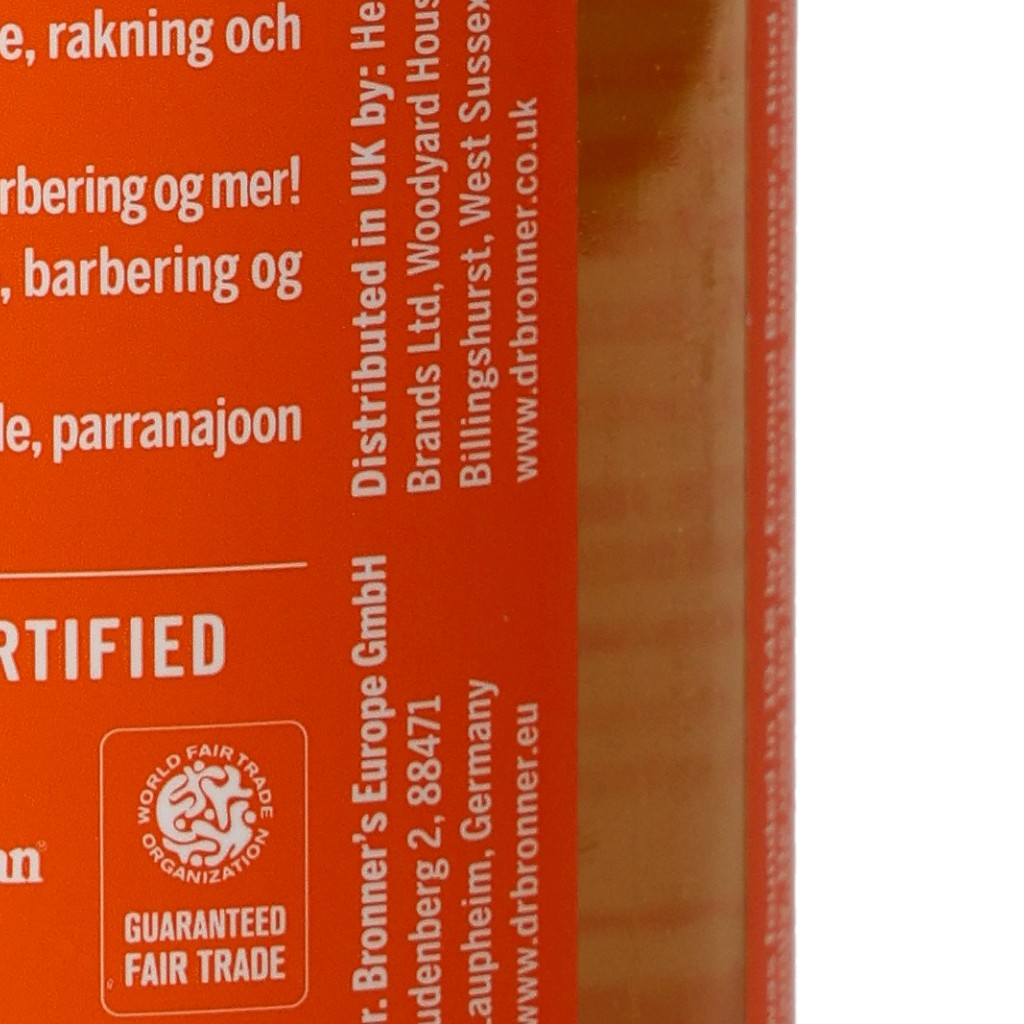 e, rakning och
rbering og mer!
, barbering og
le, parranajoon
RTIFIED
an
WORLD FAIR TRADE
ORGANIZATION
GUARANTEED
FAIR TRADE
Distributed in UK by: He
Brands Ltd, Woodyard Hous
Billingshurst, West Sussex
www.drbronner.co.uk
r. Bronner's Europe GmbH
udenberg 2, 88471
Laupheim, Germany
www.drbronner.eu